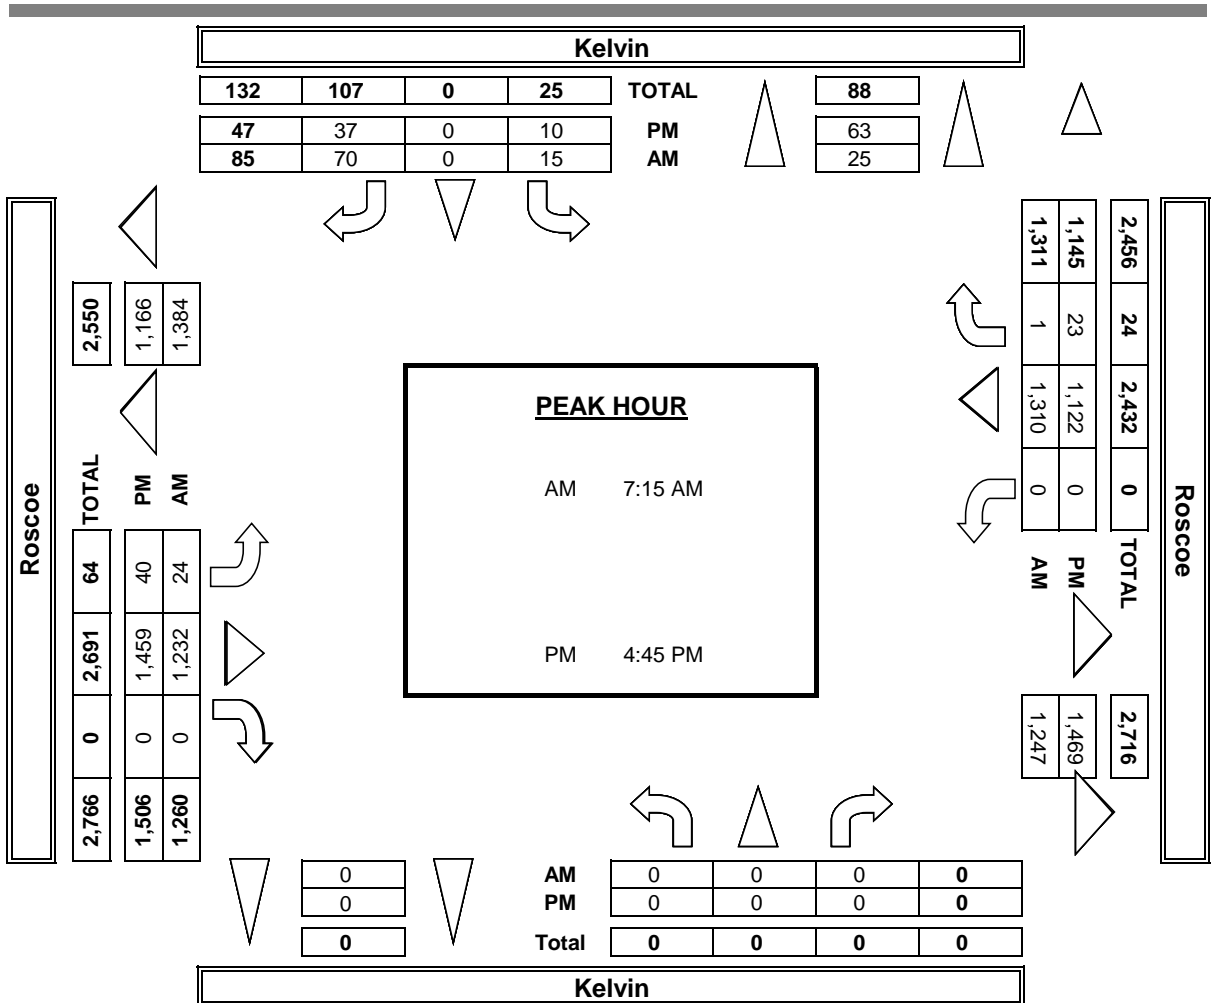 Kelvin
132 107 0 25 TOTAL 88
47 37 0 10 PM 63
85 70 0 15 AM 25
Roscoe
2,550
1,166
1,384
TOTAL
PM
AM
64 2,691 0 2,766
40 1,459 0 1,506
24 1,232 0 1,260
PEAK HOUR
AM 7:15 AM
PM 4:45 PM
2,456 24 2,432 0 TOTAL
1,145 23 1,122 0 PM
1,311 1 1,310 0 AM
2,716
1,469
1,247
Roscoe
0 AM 0 0 0 0
0 PM 0 0 0 0
0 Total 0 0 0 0
Kelvin